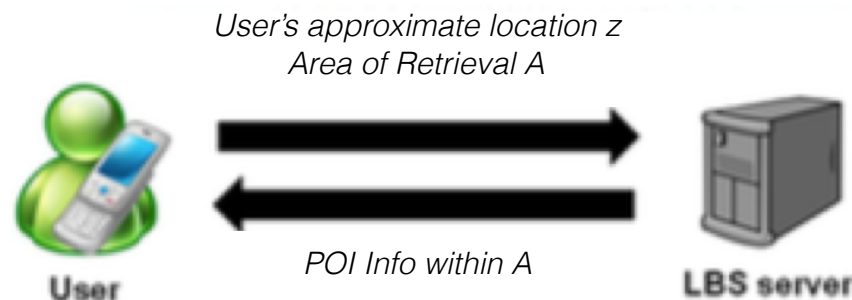 User's approximate location z
Area of Retrieval A
POI Info within A
User
LBS server